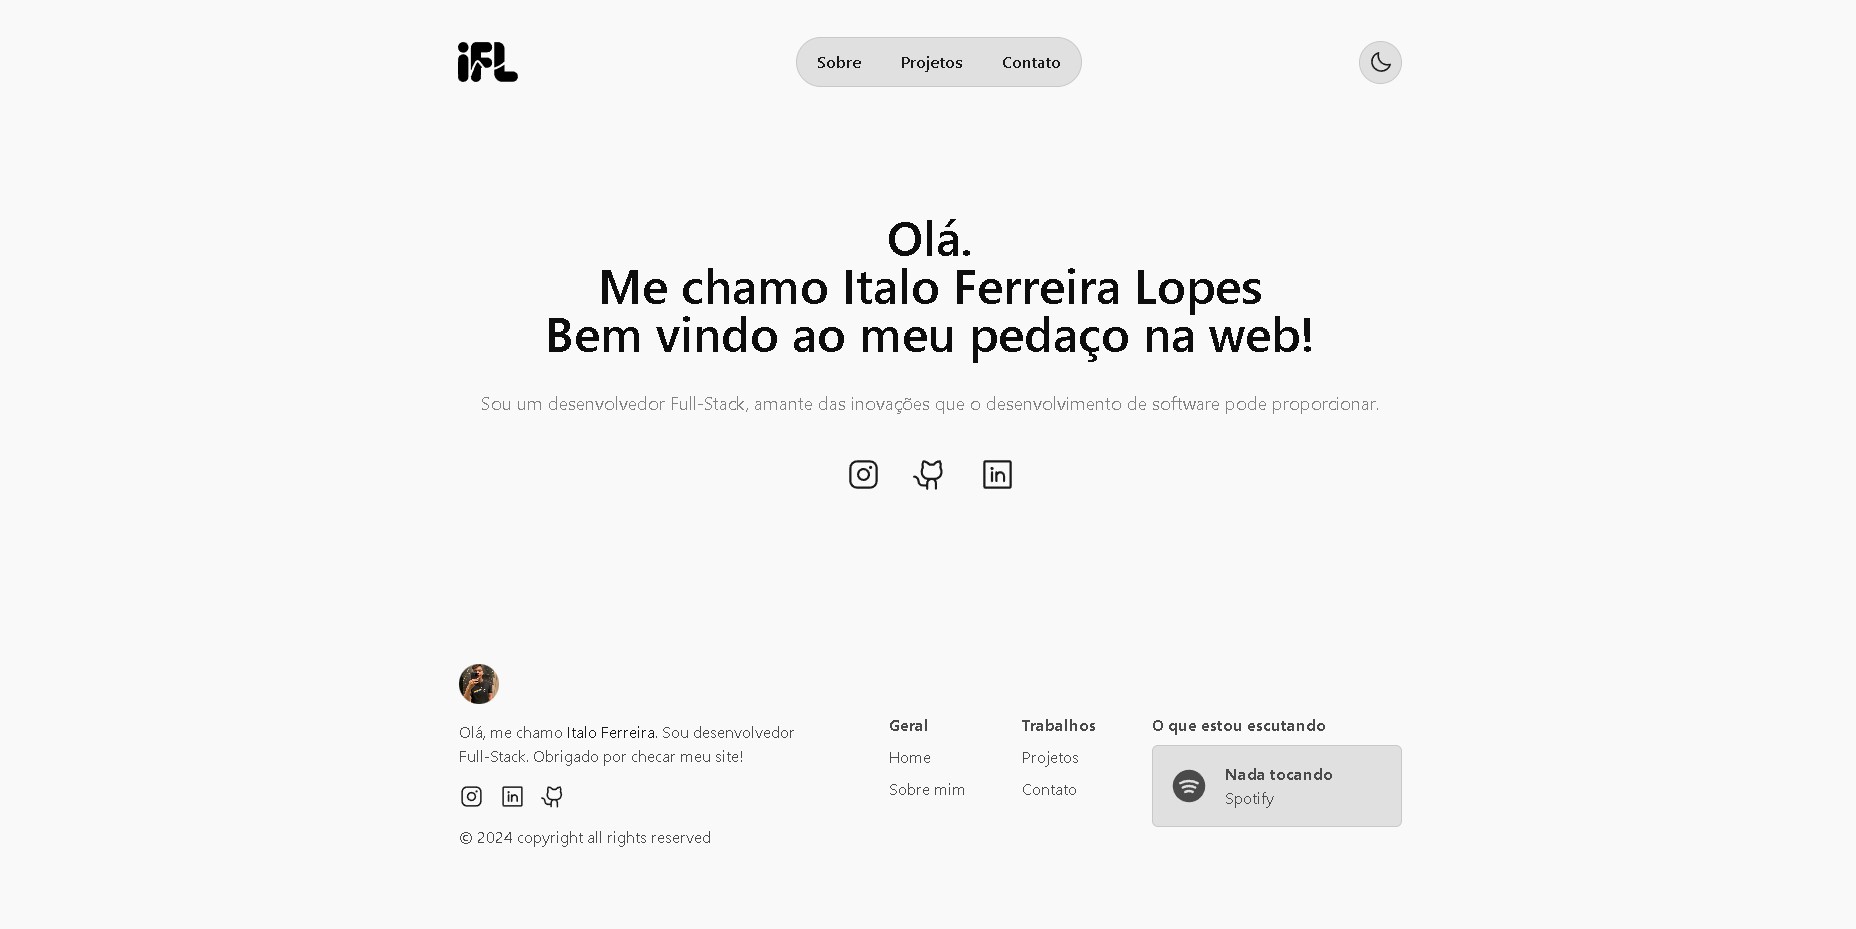 iFL
Sobre Projetos Contato
Olá.
Me chamo Italo Ferreira Lopes
Bem vindo ao meu pedaço na web!
Sou um desenvolvedor Full-Stack, amante das inovações que o desenvolvimento de software pode proporcionar.
in
Olá, me chamo Italo Ferreira. Sou desenvolvedor
Full-Stack. Obrigado por checar meu site!
in
© 2024 copyright all rights reserved
Geral
Home
Sobre mim
Trabalhos
Projetos
Contato
O que estou escutando
Nada tocando
Spotify